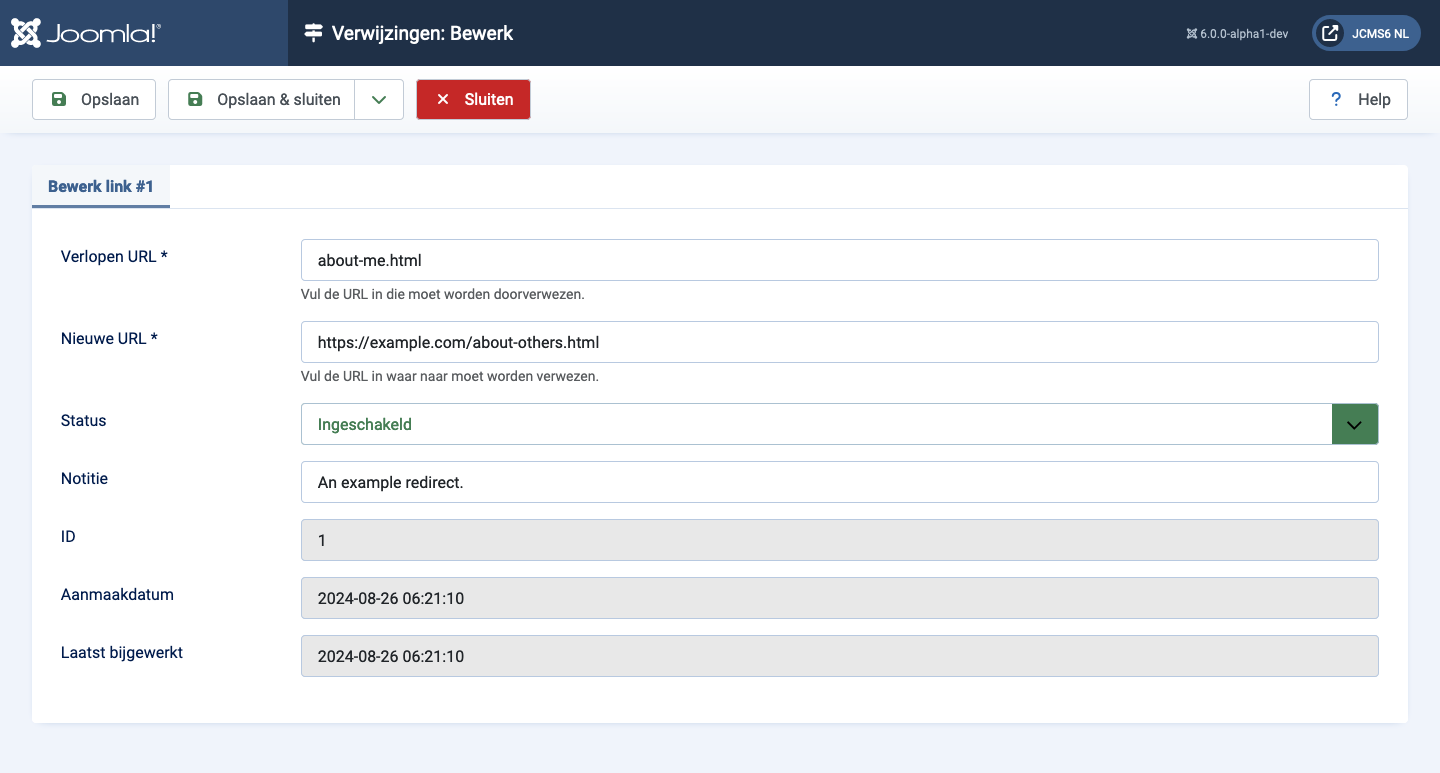 Joomla!®
Verwijzingen: Bewerk
6.0.0-alpha1-dev
JCMS6 NL
Opslaan
Opslaan & sluiten
Sluiten
? Help
Bewerk link #1
Verlopen URL *
about-me.html
Vul de URL in die moet worden doorverwezen.
Nieuwe URL *
https://example.com/about-others.html
Vul de URL in waar naar moet worden verwezen.
Status
Ingeschakeld
Notitie
An example redirect.
ID
1
Aanmaakdatum
2024-08-26 06:21:10
Laatst bijgewerkt
2024-08-26 06:21:10